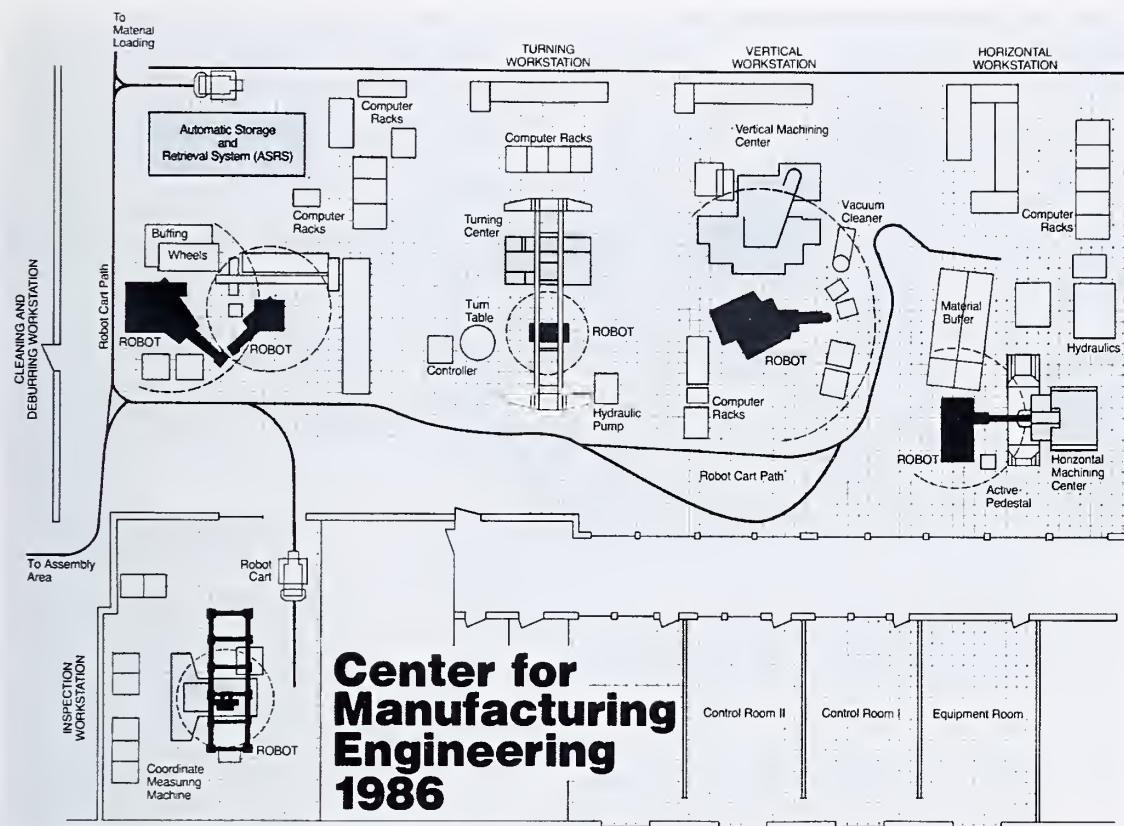 To
Material
Loading
TURNING
WORKSTATION
VERTICAL
WORKSTATION
HORIZONTAL
WORKSTATION
Automatic Storage
and
Retrieval System (ASRS)
Computer
Racks
Computer
Racks
Computer Racks
Vertical Machining
Center
Turning
Center
Vacuum
Cleaner
Computer
Racks
Buffing
Wheels
Robot Cart Path
CLEANING AND
DEBURRING WORKSTATION
ROBOT
ROBOT
Turn
Table
ROBOT
Controller
Hydraulic
Pump
ROBOT
Computer
Racks
Material
Buffer
Hydraulics
ROBOT
Active
Pedestal
Horizontal
Machining
Center
Robot Cart Path
To Assembly
Area
Robot
Cart
INSPECTION
WORKSTATION
ROBOT
Coordinate
Measuring
Machine
Center for
Manufacturing
Engineering
1986
Control Room II
Control Room I
Equipment Room